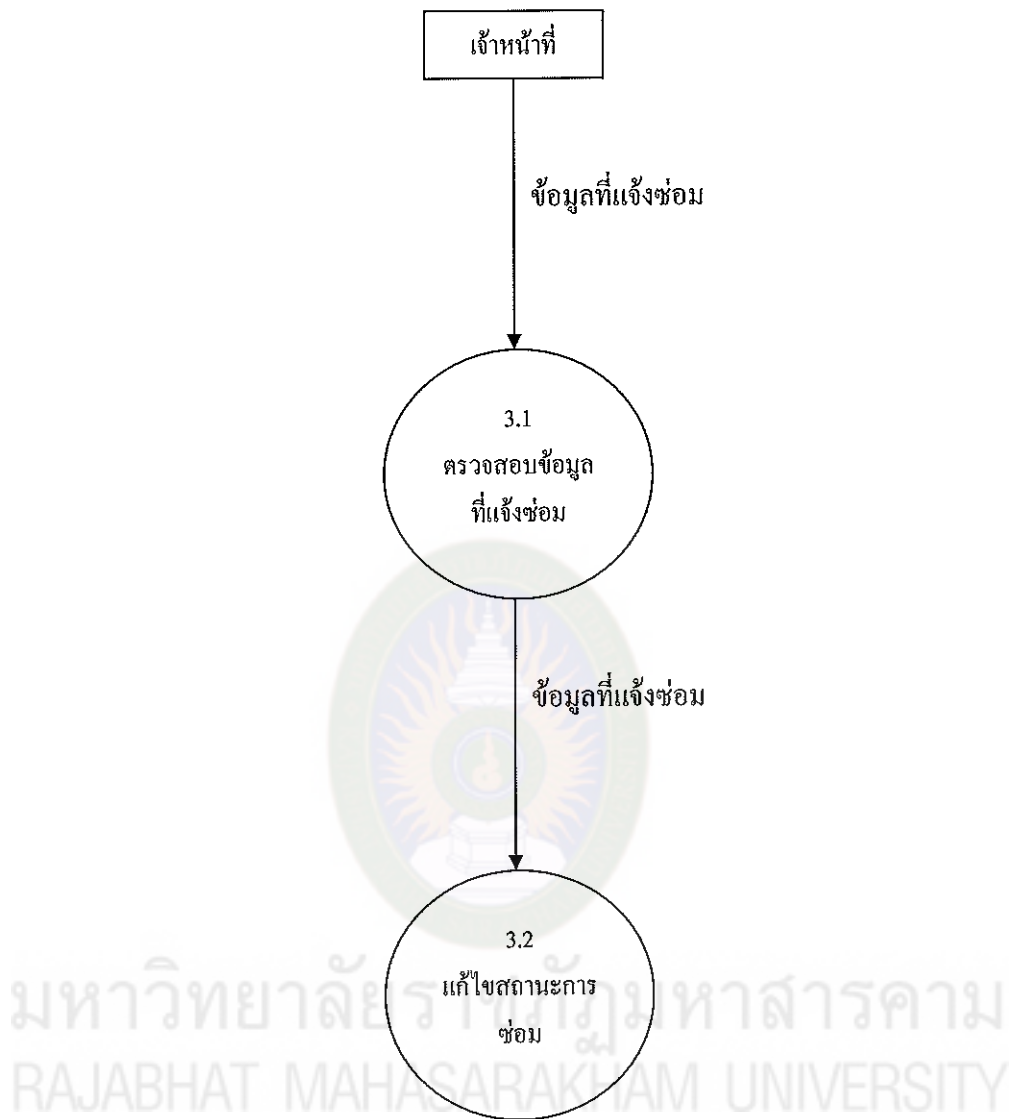 เจ้าหน้าที่
ข้อมูลที่แจ้งซ่อม
3.1
ตรวจสอบข้อมูล
ที่แจ้งซ่อม
ข้อมูลที่แจ้งซ่อม
3.2
แก้ไขสถานะการ
ซ่อม
มหาวิทยาลัยราชภัฏมหาสารคาม
RAJABHAT MAHASARAKHAM UNIVERSITY